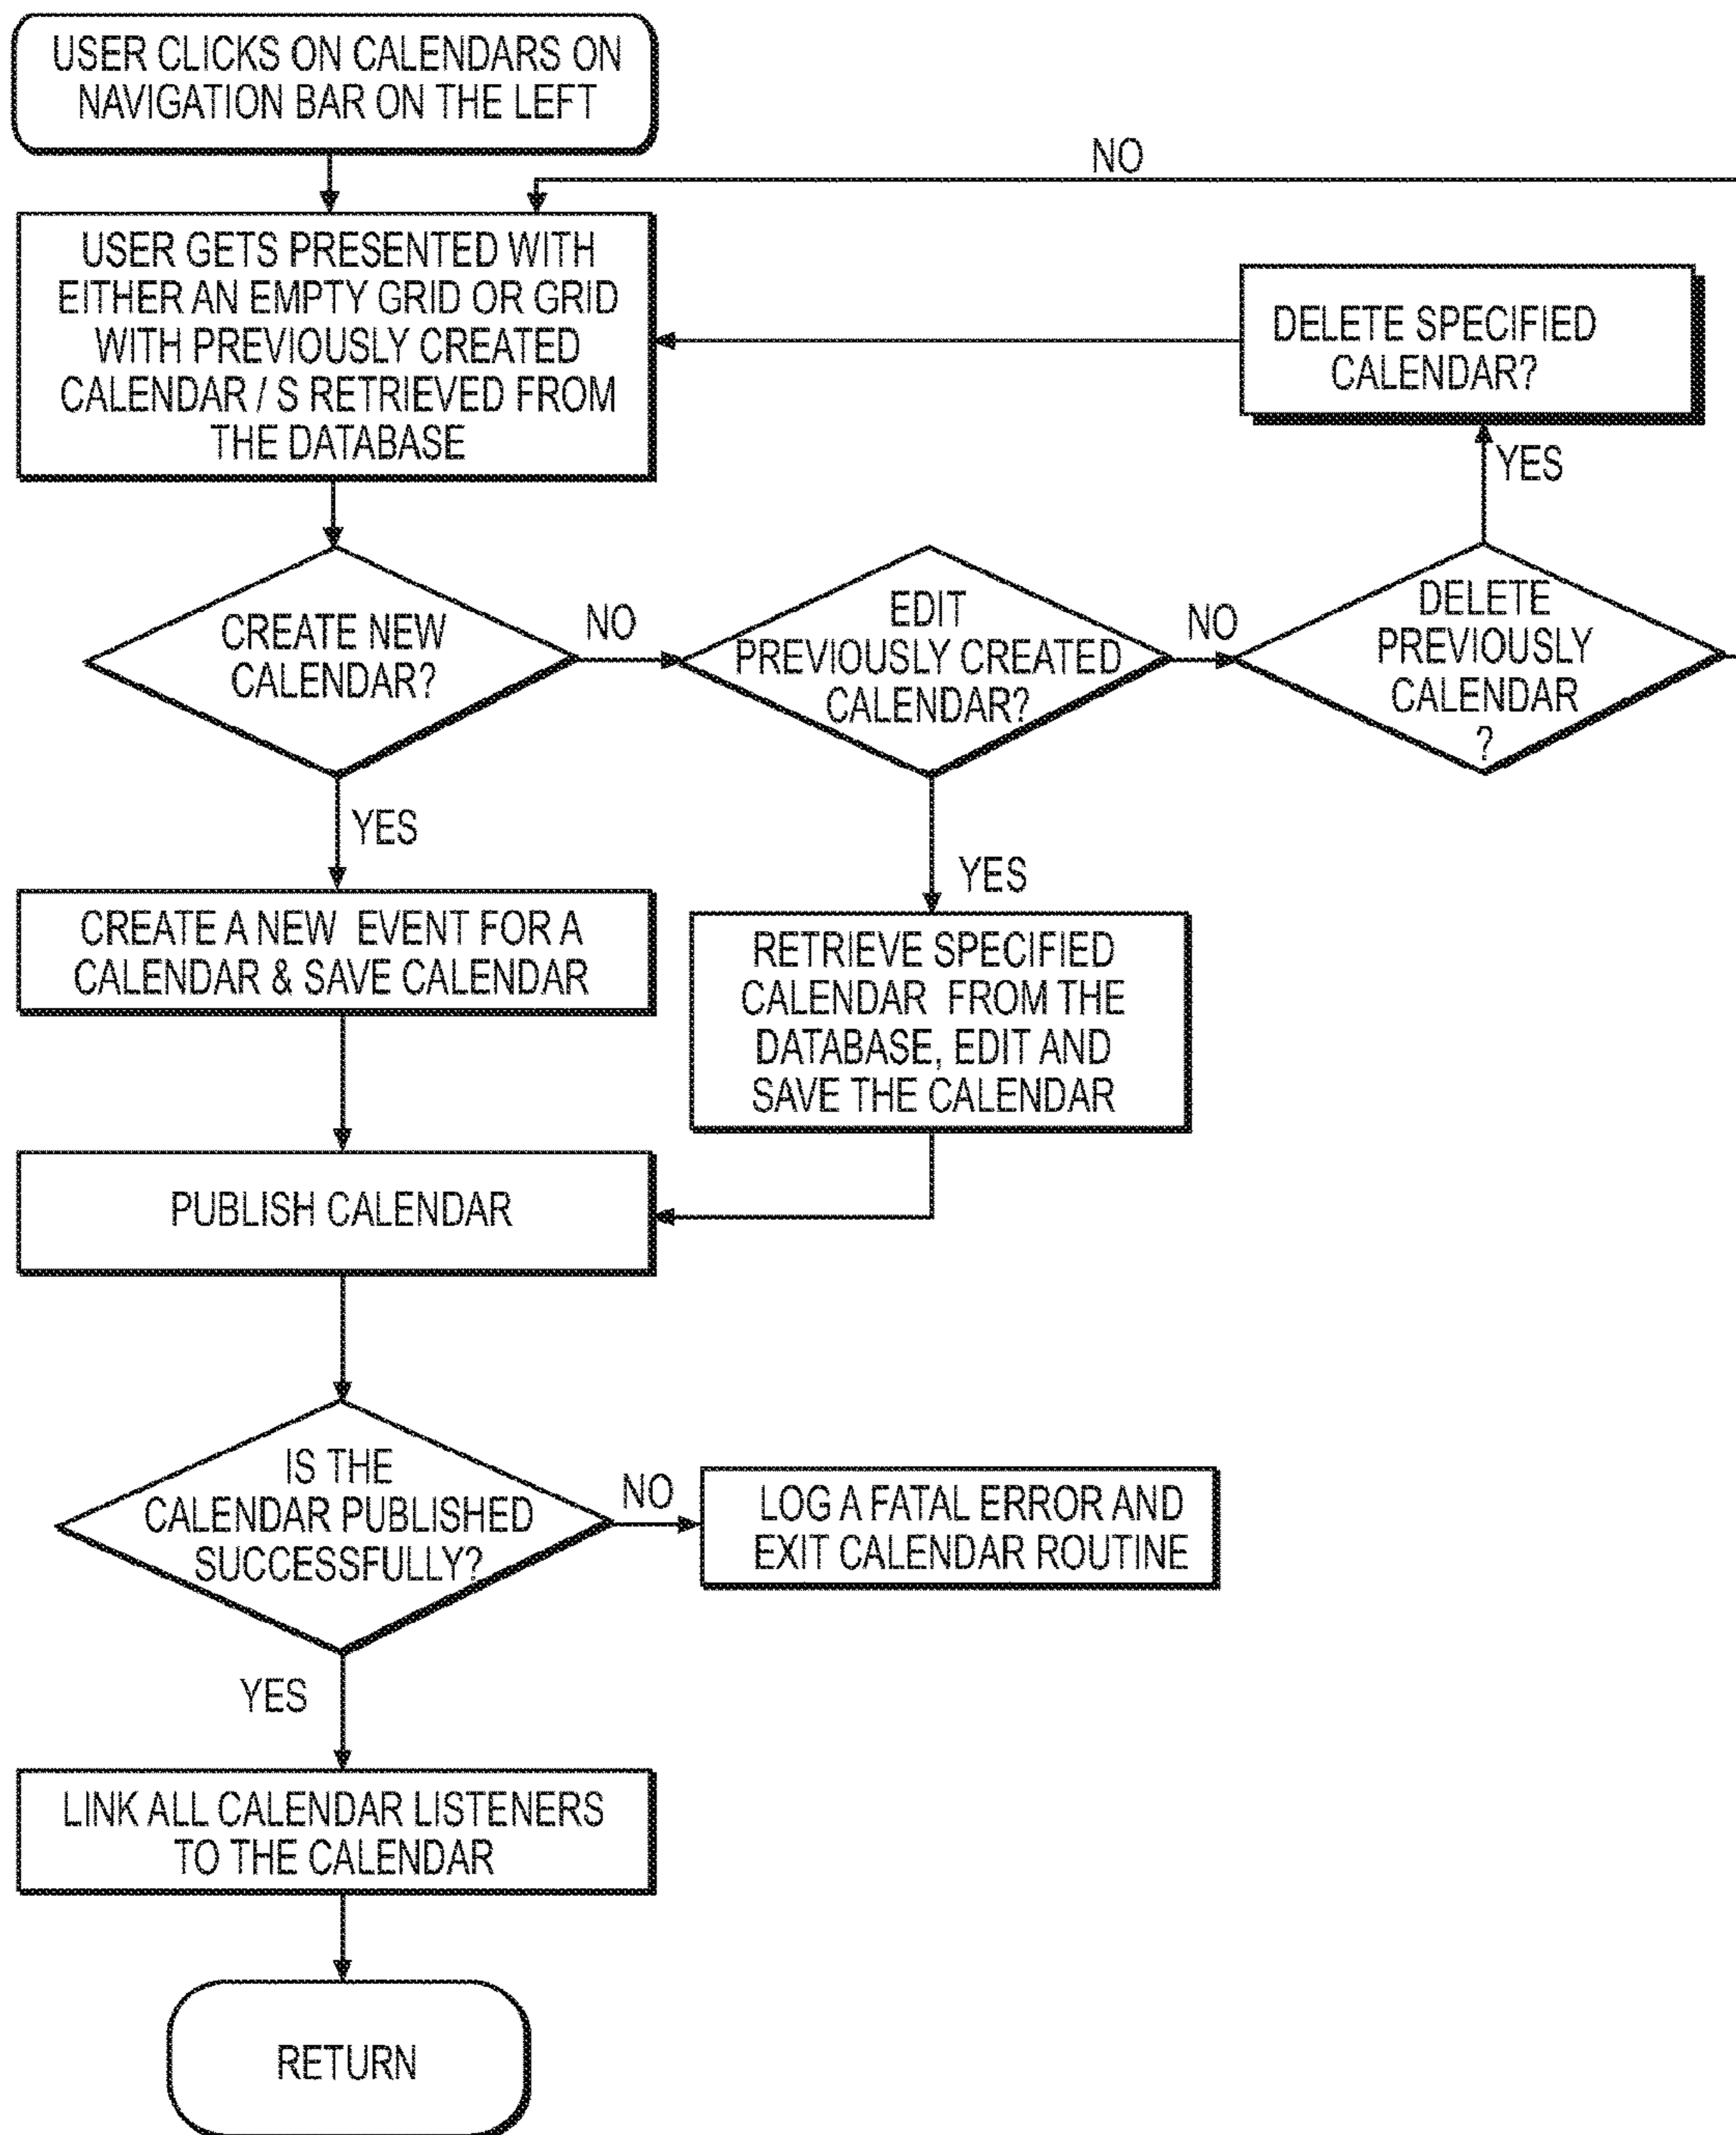 USER CLICKS ON CALENDARS ON
NAVIGATION BAR ON THE LEFT
NO
USER GETS PRESENTED WITH
EITHER AN EMPTY GRID OR GRID
WITH PREVIOUSLY CREATED
CALENDAR / S RETRIEVED FROM
THE DATABASE
DELETE SPECIFIED
CALENDAR?
YES
CREATE NEW
CALENDAR?
NO
EDIT
PREVIOUSLY CREATED
CALENDAR?
NO
DELETE
PREVIOUSLY
CALENDAR
?
YES
YES
CREATE A NEW EVENT FOR A
CALENDAR & SAVE CALENDAR
RETRIEVE SPECIFIED
CALENDAR FROM THE
DATABASE, EDIT AND
SAVE THE CALENDAR
PUBLISH CALENDAR
IS THE
CALENDAR PUBLISHED
SUCCESSFULLY?
NO
LOG A FATAL ERROR AND
EXIT CALENDAR ROUTINE
YES
LINK ALL CALENDAR LISTENERS
TO THE CALENDAR
RETURN